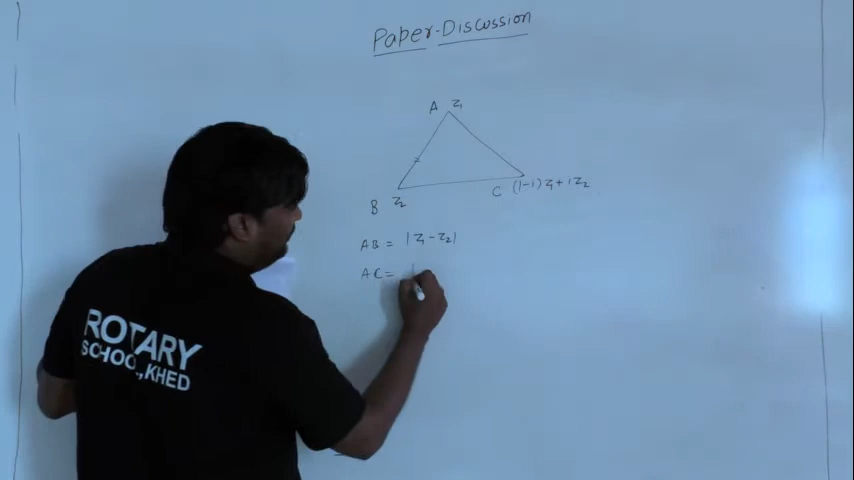 Paper-Discussion
A z₁
B z₂
C (1-i) z₁ + i z₂
AB = |z₁ - z₂|
AC = |
ROTARY
SCHOOL, KHED